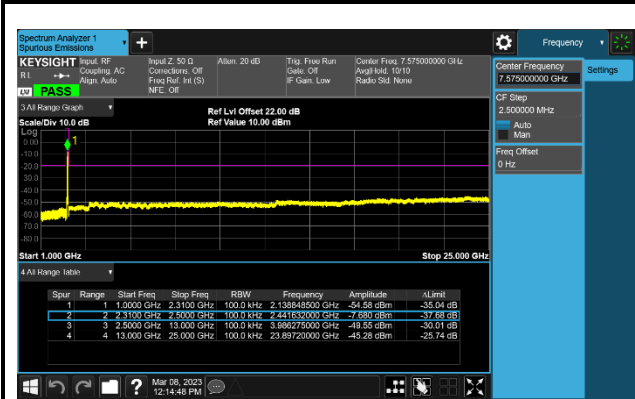 Spectrum Analyzer 1
Spurious Emissions
+
Frequency
KEYSIGHT
Input: RF
Coupling: AC
Align: Auto
Input Z: 50 Ω
Corrections: Off
Freq Ref: Int (S)
NFE: Off
Atten: 20 dB
Trig: Free Run
Gate: Off
IF Gain: Low
Center Freq: 7.575000000 GHz
Avg|Hold: 10/10
Radio Std: None
LV PASS
Center Frequency
7.575000000 GHz
Settings
CF Step
2.500000 MHz
Auto
Man
Freq Offset
0 Hz
3 All Range Graph
Scale/Div 10.0 dB
Ref Lvl Offset 22.00 dB
Ref Value 10.00 dBm
Log
1
0.00
-10.0
-20.0
-30.0
-40.0
-50.0
-60.0
-70.0
-80.0
Start 1.000 GHz
Stop 25.000 GHz
4 All Range Table
Spur Range Start Freq Stop Freq RBW Frequency Amplitude ΔLimit
1 1 1.0000 GHz 2.3100 GHz 100.0 kHz 2.138848500 GHz -54.58 dBm -35.04 dB
2 2 2.3100 GHz 2.5000 GHz 100.0 kHz 2.441632000 GHz -7.680 dBm -37.68 dB
3 3 2.5000 GHz 13.000 GHz 100.0 kHz 3.986275000 GHz -49.55 dBm -30.01 dB
4 4 13.000 GHz 25.000 GHz 100.0 kHz 23.89720000 GHz -45.28 dBm -25.74 dB
?
Mar 08, 2023
12:14:48 PM